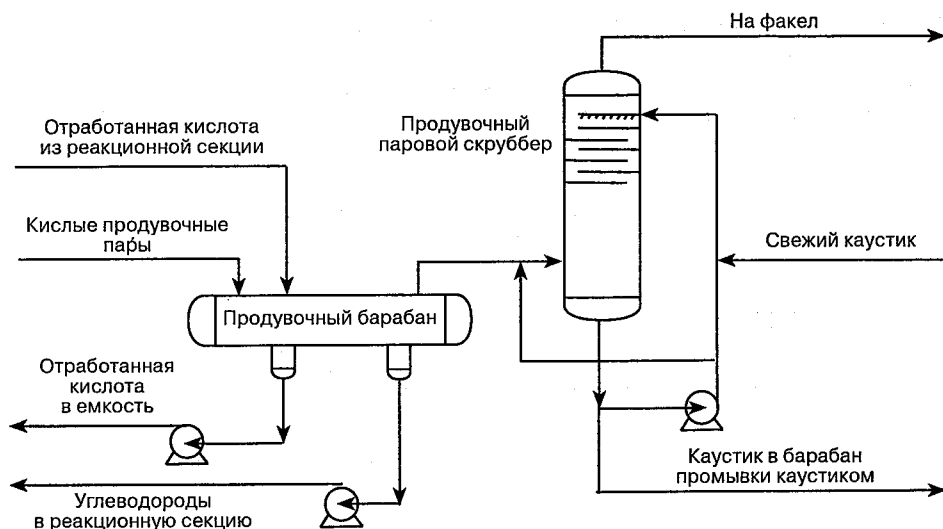 На факел
Отработанная кислота
из реакционной секции
Продувочный
паровой скруббер
Кислые продувочные
пары
Свежий каустик
Продувочный барабан
Отработанная
кислота
в емкость
Каустик в барабан
промывки каустиком
Углеводороды
в реакционную секцию